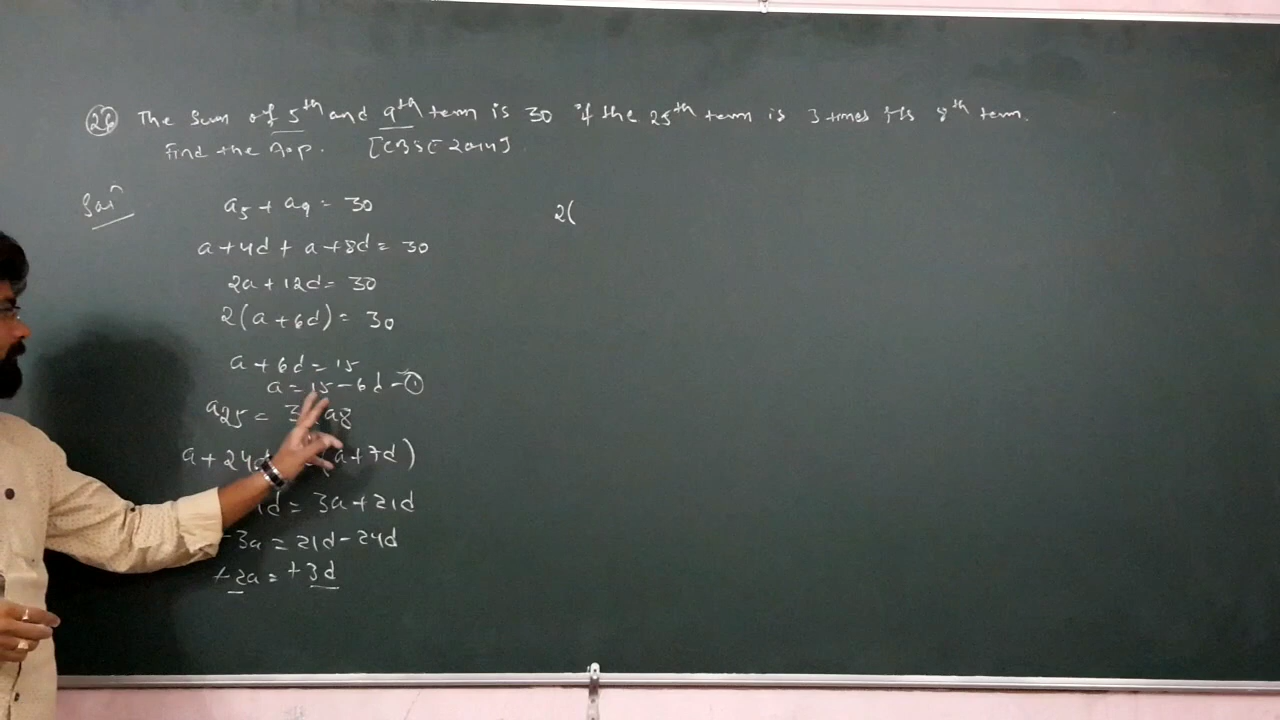 26 The sum of 5th and 9th term is 30 if the 25th term is 3 times its 8th term.
Find the A.P. [CBSE 2014]
Sol^n
a5 + a9 = 30
a+4d + a+8d = 30
2a+12d = 30
2(a+6d) = 30
a+6d = 15
a = 15-6d-①
a25 = 3 a8
a+24d (a+7d)
d = 3a+21d
-3a = 21d-24d
+2a = +3d
2(